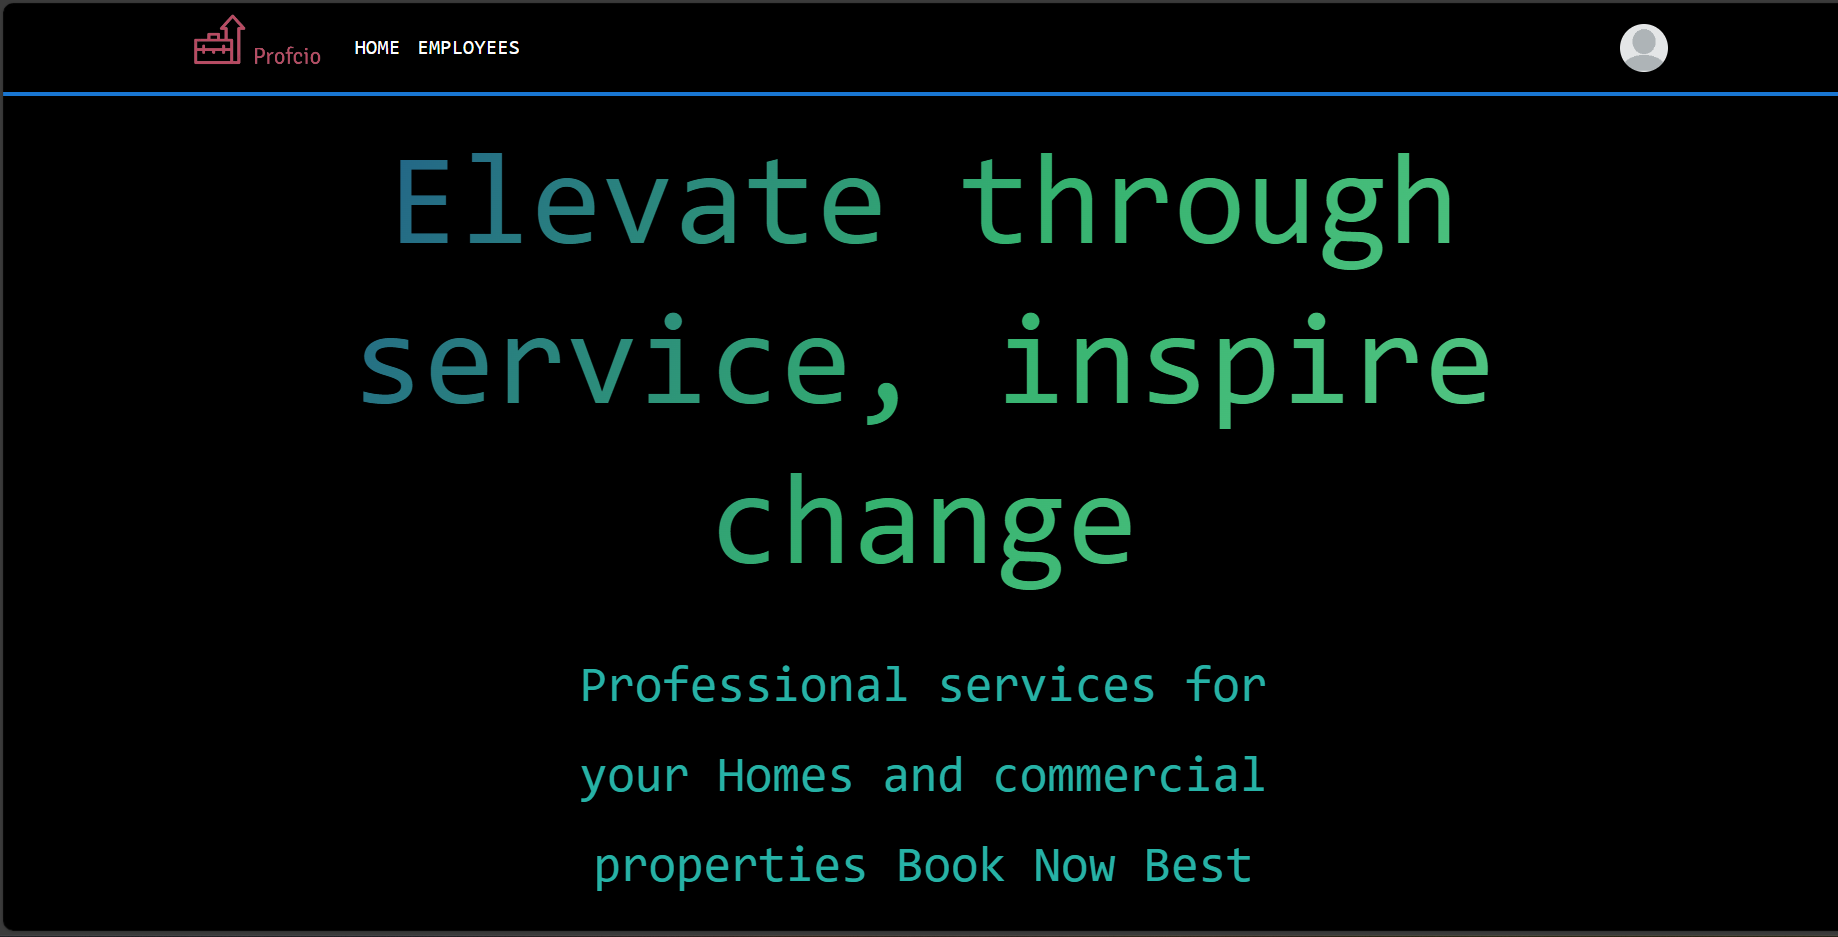 Profcio HOME EMPLOYEES
Elevate through
service, inspire
change
Professional services for
your Homes and commercial
properties Book Now Best